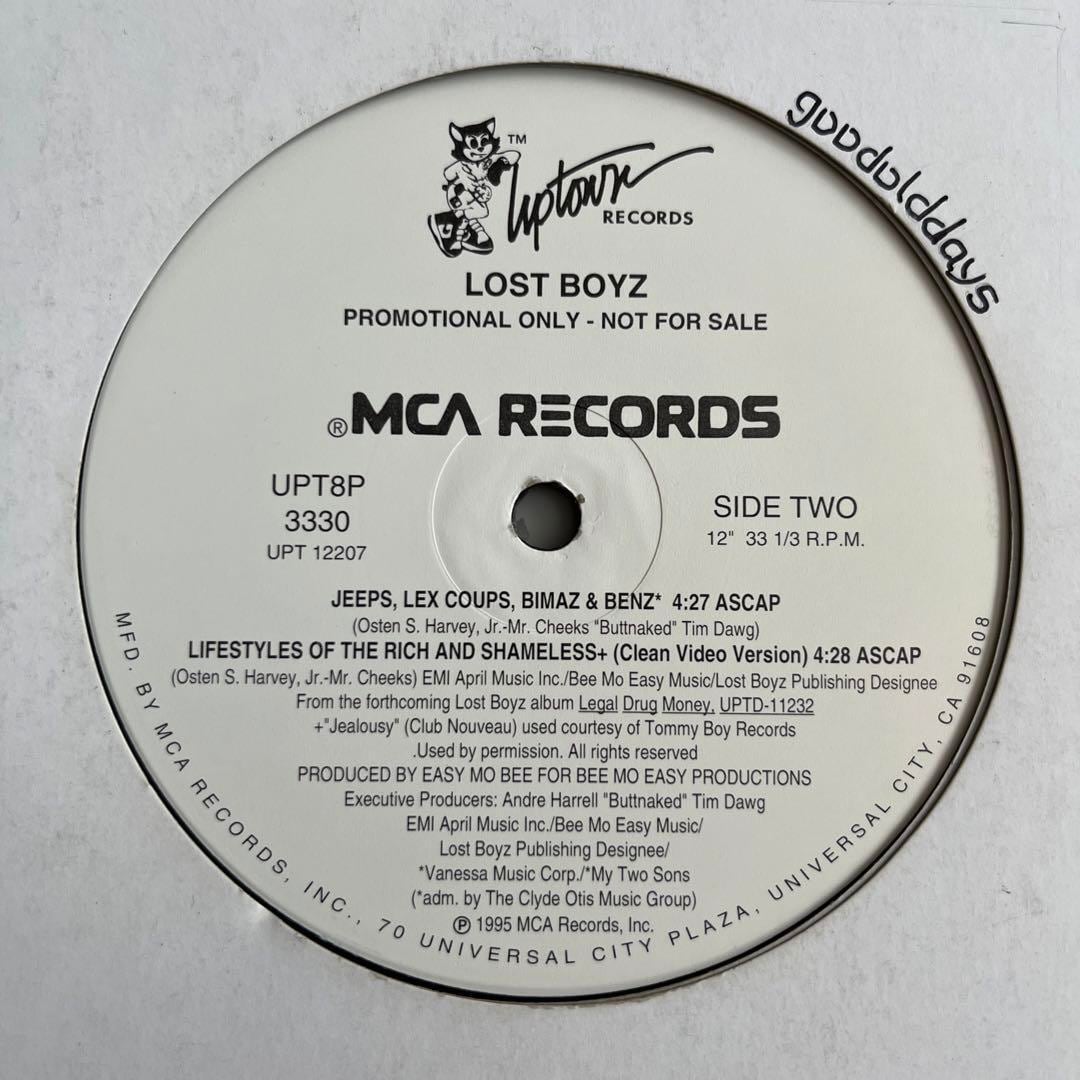 gooddolddays
TM
Uptown
RECORDS
LOST BOYZ
PROMOTIONAL ONLY - NOT FOR SALE
®MCA RECORDS
UPT8P
3330
UPT 12207
SIDE TWO
12" 33 1/3 R.P.M.
JEEPS, LEX COUPS, BIMAZ & BENZ* 4:27 ASCAP
(Osten S. Harvey, Jr.-Mr. Cheeks "Buttnaked" Tim Dawg)
LIFESTYLES OF THE RICH AND SHAMELESS+ (Clean Video Version) 4:28 ASCAP
(Osten S. Harvey, Jr.-Mr. Cheeks) EMI April Music Inc./Bee Mo Easy Music/Lost Boyz Publishing Designee
From the forthcoming Lost Boyz album Legal Drug Money, UPTD-11232
+"Jealousy" (Club Nouveau) used courtesy of Tommy Boy Records
.Used by permission. All rights reserved
PRODUCED BY EASY MO BEE FOR BEE MO EASY PRODUCTIONS
Executive Producers: Andre Harrell "Buttnaked" Tim Dawg
EMI April Music Inc./Bee Mo Easy Music/
Lost Boyz Publishing Designee/
*Vanessa Music Corp./*My Two Sons
(*adm. by The Clyde Otis Music Group)
℗ 1995 MCA Records, Inc.
MFD. BY MCA RECORDS, INC., 70 UNIVERSAL CITY PLAZA, UNIVERSAL CITY, CA 91608